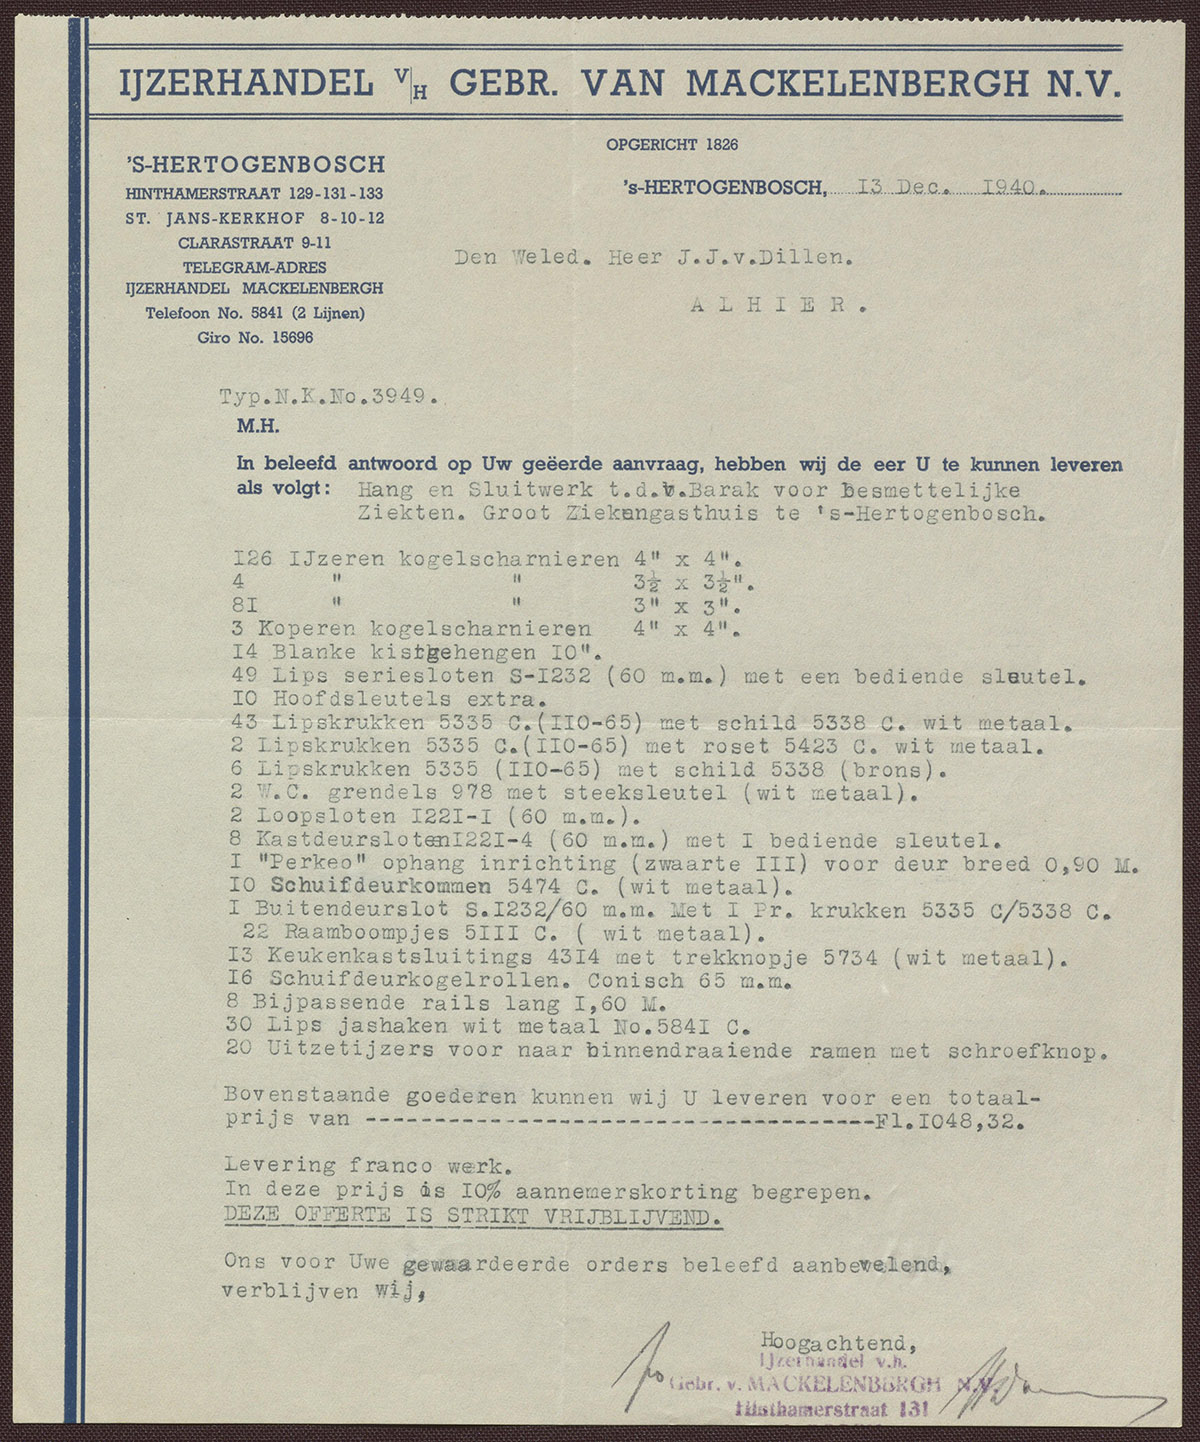 IJZERHANDEL V/H GEBR. VAN MACKELENBERGH N.V.
OPGERICHT 1826
'S-HERTOGENBOSCH
HINTHAMERSTRAAT 129-131-133
ST. JANS-KERKHOF 8-10-12
CLARASTRAAT 9-11
TELEGRAM-ADRES
IJZERHANDEL MACKELENBERGH
Telefoon No. 5841 (2 Lijnen)
Giro No. 15696
's-HERTOGENBOSCH, 13 Dec. 1940.
Den Weled. Heer J.J.v.Dillen.
A L H I E R .
Typ.N.K.No.3949.
M.H.
In beleefd antwoord op Uw geëerde aanvraag, hebben wij de eer U te kunnen leveren
als volgt: Hang en Sluitwerk t.d.v.Barak voor besmettelijke
Ziekten. Groot Ziekengasthuis te 's-Hertogenbosch.
I26 IJzeren kogelscharnieren 4" x 4".
4 " " 3½ x 3½".
8I " " 3" x 3".
3 Koperen kogelscharnieren 4" x 4".
I4 Blanke kistgehengen IO".
49 Lips seriesloten S-I232 (60 m.m.) met een bediende sleutel.
IO Hoofdsleutels extra.
43 Lipskrukken 5335 C.(IIO-65) met schild 5338 C. wit metaal.
2 Lipskrukken 5335 C.(IIO-65) met roset 5423 C. wit metaal.
6 Lipskrukken 5335 (IIO-65) met schild 5338 (brons).
2 W.C. grendels 978 met steeksleutel (wit metaal).
2 Loopsloten I22I-I (60 m.m.).
8 KastdeurslotenI22I-4 (60 m.m.) met I bediende sleutel.
I "Perkeo" ophang inrichting (zwaarte III) voor deur breed 0,90 M.
IO Schuifdeurkommen 5474 C. (wit metaal).
I Buitendeurslot S.I232/60 m.m. Met I Pr. krukken 5335 C/5338 C.
22 Raamboompjes 5III C. ( wit metaal).
I3 Keukenkastsluitings 43I4 met trekknopje 5734 (wit metaal).
I6 Schuifdeurkogelrollen. Conisch 65 m.m.
8 Bijpassende rails lang I,60 M.
30 Lips jashaken wit metaal No.584I C.
20 Uitzetijzers voor naar binnendraaiende ramen met schroefknop.
Bovenstaande goederen kunnen wij U leveren voor een totaal-
prijs van -------------------------------------Fl.I048,32.
Levering franco werk.
In deze prijs is IO% aannemerskorting begrepen.
DEZE OFFERTE IS STRIKT VRIJBLIJVEND.
Ons voor Uwe gewaardeerde orders beleefd aanbevelend,
verblijven wij,
Hoogachtend,
IJzerhandel v.h.
Gebr. v. MACKELENBERGH N.V.
Hinthamerstraat 131